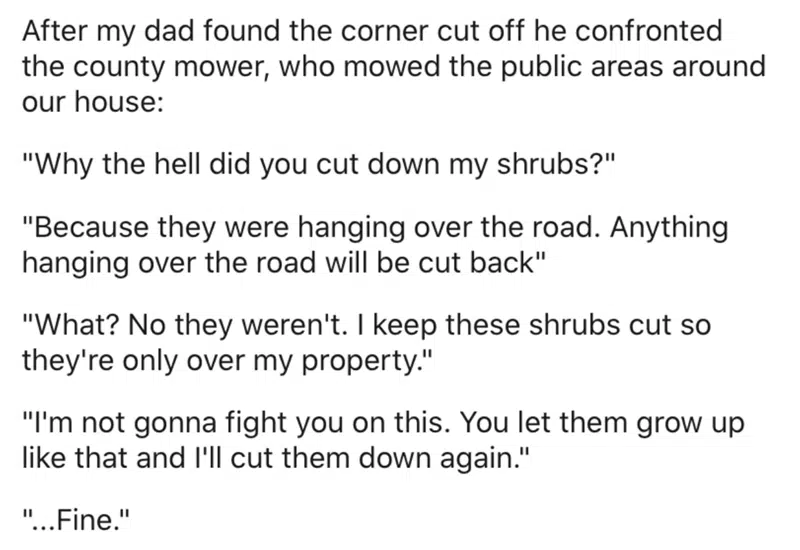 After my dad found the corner cut off he confronted
the county mower, who mowed the public areas around
our house:
"Why the hell did you cut down my shrubs?"
"Because they were hanging over the road. Anything
hanging over the road will be cut back"
"What? No they weren't. I keep these shrubs cut so
they're only over my property."
"I'm not gonna fight you on this. You let them grow up
like that and I'll cut them down again."
"...Fine."